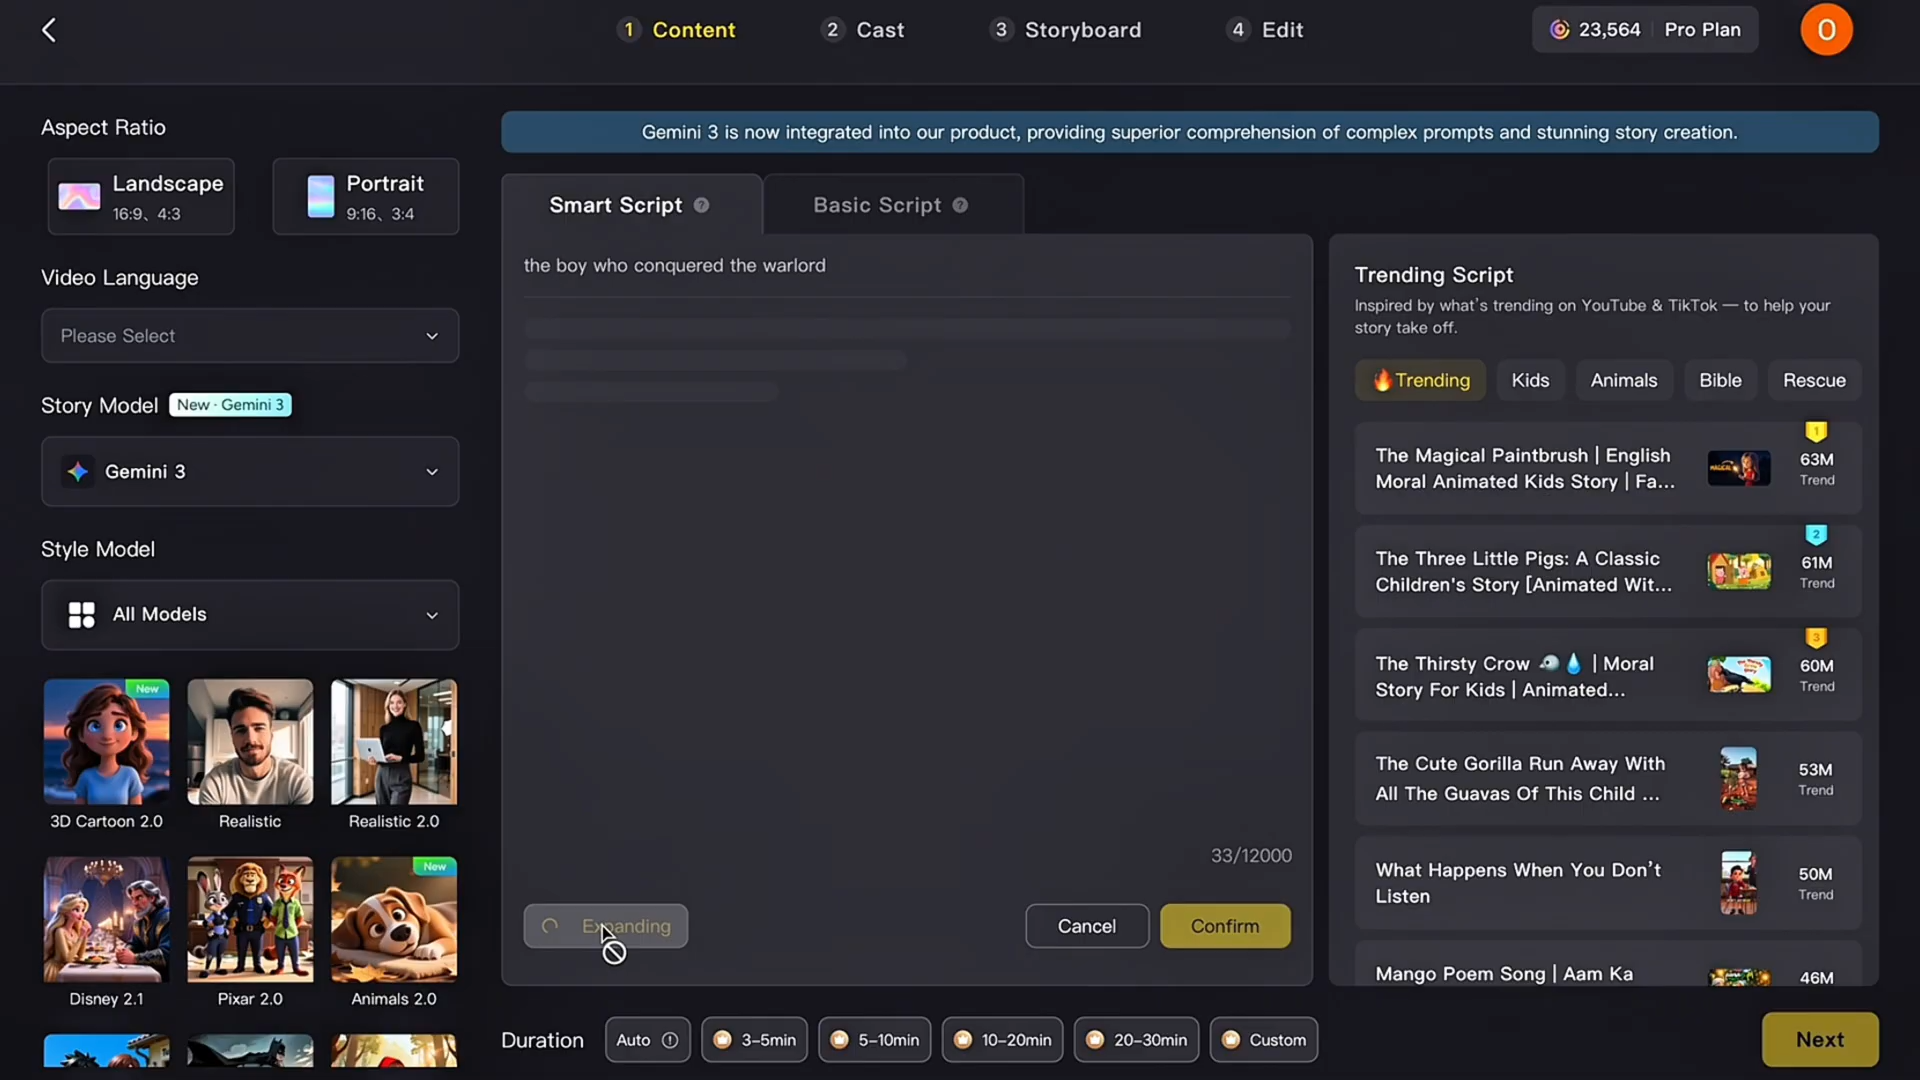 1 Content
2 Cast
3 Storyboard
4 Edit
23,564 Pro Plan
O
Aspect Ratio
Landscape
16:9、4:3
Portrait
9:16、3:4
Video Language
Please Select
Story Model New · Gemini 3
Gemini 3
Style Model
All Models
New
3D Cartoon 2.0
Realistic
Realistic 2.0
New
Disney 2.1
Pixar 2.0
Animals 2.0
Gemini 3 is now integrated into our product, providing superior comprehension of complex prompts and stunning story creation.
Smart Script ?
Basic Script ?
the boy who conquered the warlord
33/12000
Expanding
Cancel
Confirm
Trending Script
Inspired by what's trending on YouTube & TikTok — to help your
story take off.
🔥Trending
Kids
Animals
Bible
Rescue
The Magical Paintbrush | English
Moral Animated Kids Story | Fa...
1
63M
Trend
The Three Little Pigs: A Classic
Children's Story [Animated Wit...
2
61M
Trend
The Thirsty Crow 🐦💧 | Moral
Story For Kids | Animated...
3
60M
Trend
The Cute Gorilla Run Away With
All The Guavas Of This Child ...
53M
Trend
What Happens When You Don't
Listen
50M
Trend
Mango Poem Song | Aam Ka
46M
Duration
Auto
3-5min
5-10min
10-20min
20-30min
Custom
Next